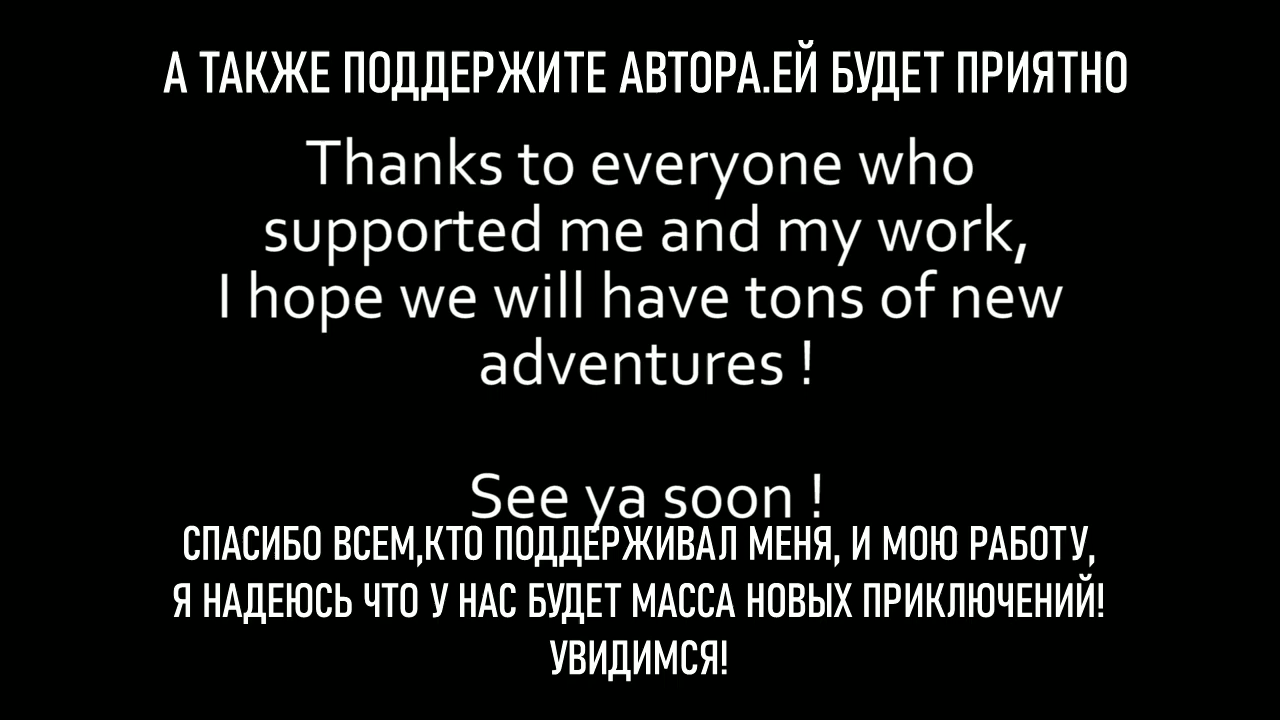 А ТАКЖЕ ПОДДЕРЖИТЕ АВТОРА.ЕЙ БУДЕТ ПРИЯТНО
Thanks to everyone who
supported me and my work,
I hope we will have tons of new
adventures !
See ya soon !
СПАСИБО ВСЕМ,КТО ПОДДЕРЖИВАЛ МЕНЯ, И МОЮ РАБОТУ,
Я НАДЕЮСЬ ЧТО У НАС БУДЕТ МАССА НОВЫХ ПРИКЛЮЧЕНИЙ!
УВИДИМСЯ!